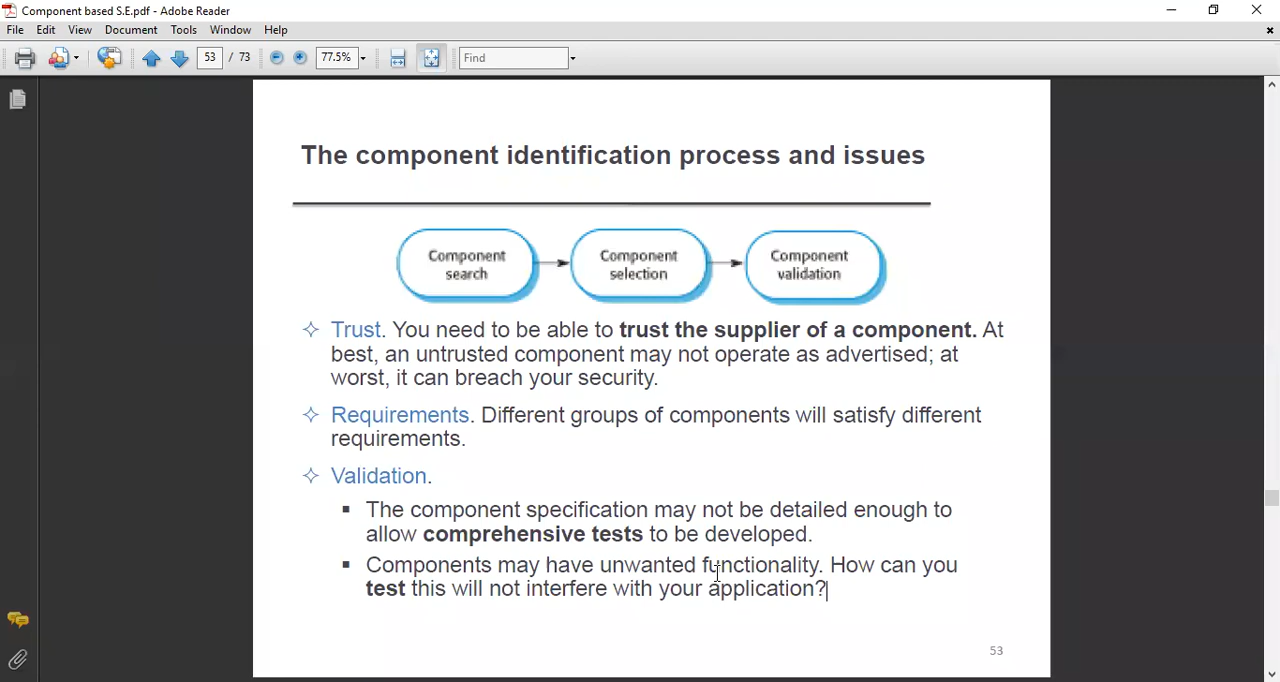 Component based S.E.pdf - Adobe Reader
File Edit View Document Tools Window Help
53 / 73 77.5% Find
The component identification process and issues
Component search
Component selection
Component validation
Trust. You need to be able to trust the supplier of a component. At
best, an untrusted component may not operate as advertised; at
worst, it can breach your security.
Requirements. Different groups of components will satisfy different
requirements.
Validation.
The component specification may not be detailed enough to
allow comprehensive tests to be developed.
Components may have unwanted functionality. How can you
test this will not interfere with your application?
53